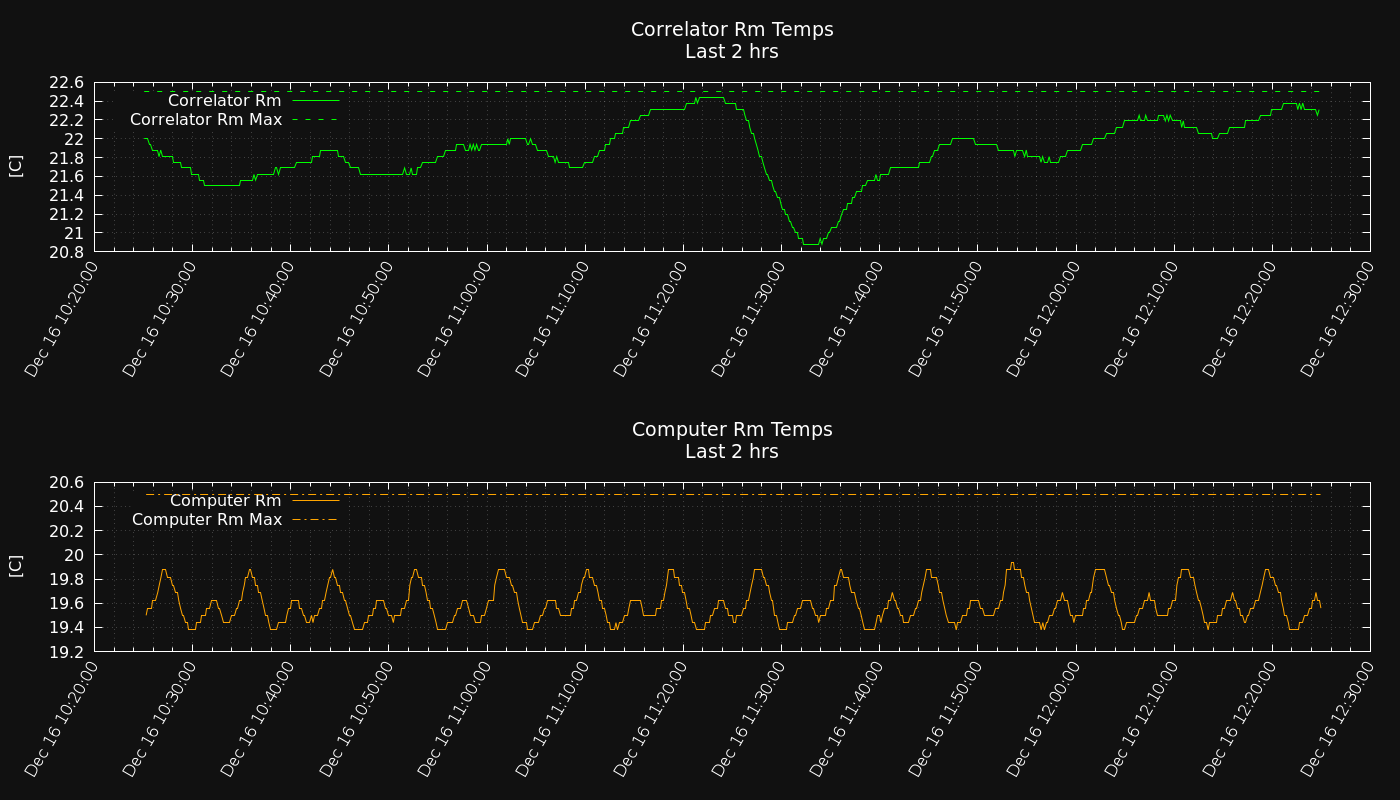 Correlator Rm Temps
Last 2 hrs
22.6
22.4
22.2
22
21.8
21.6
21.4
21.2
21
20.8
[C]
Correlator Rm
Correlator Rm Max
Dec 16 10:20:00
Dec 16 10:30:00
Dec 16 10:40:00
Dec 16 10:50:00
Dec 16 11:00:00
Dec 16 11:10:00
Dec 16 11:20:00
Dec 16 11:30:00
Dec 16 11:40:00
Dec 16 11:50:00
Dec 16 12:00:00
Dec 16 12:10:00
Dec 16 12:20:00
Dec 16 12:30:00
Computer Rm Temps
Last 2 hrs
20.6
20.4
20.2
20
19.8
19.6
19.4
19.2
[C]
Computer Rm
Computer Rm Max
Dec 16 10:20:00
Dec 16 10:30:00
Dec 16 10:40:00
Dec 16 10:50:00
Dec 16 11:00:00
Dec 16 11:10:00
Dec 16 11:20:00
Dec 16 11:30:00
Dec 16 11:40:00
Dec 16 11:50:00
Dec 16 12:00:00
Dec 16 12:10:00
Dec 16 12:20:00
Dec 16 12:30:00